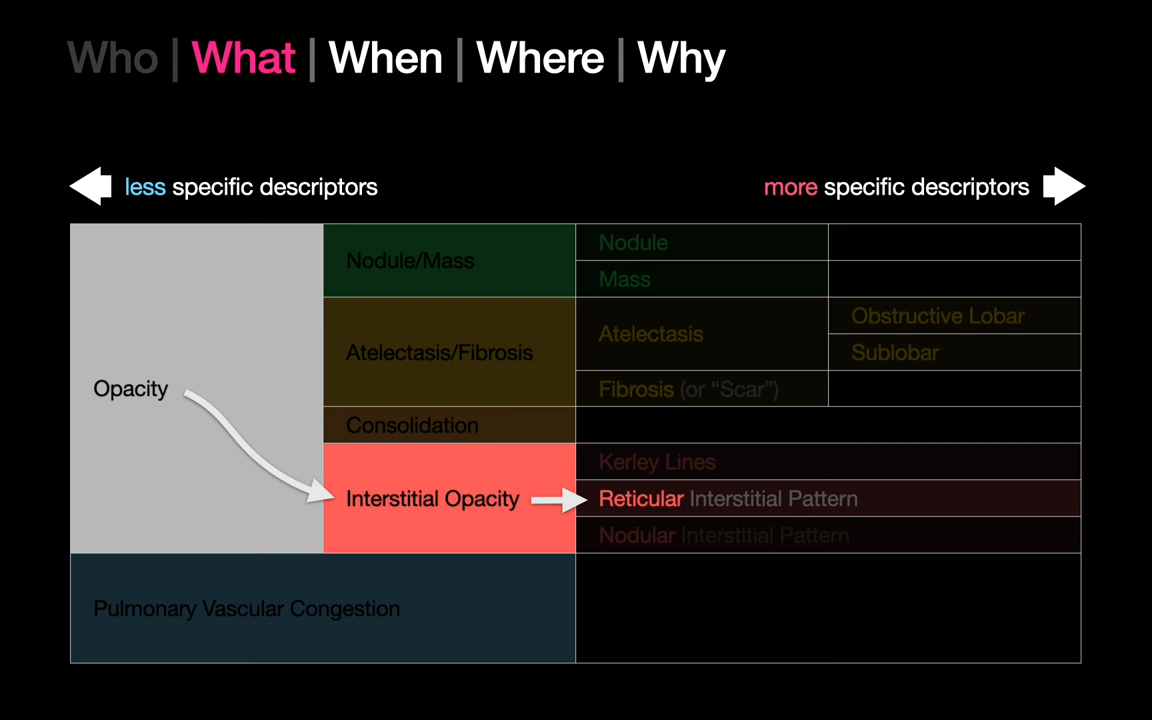 Who | What | When | Where | Why
less specific descriptors
more specific descriptors
Opacity
Nodule/Mass
Nodule
Mass
Atelectasis/Fibrosis
Atelectasis
Obstructive Lobar
Sublobar
Fibrosis (or “Scar”)
Consolidation
Interstitial Opacity
Kerley Lines
Reticular Interstitial Pattern
Nodular Interstitial Pattern
Pulmonary Vascular Congestion